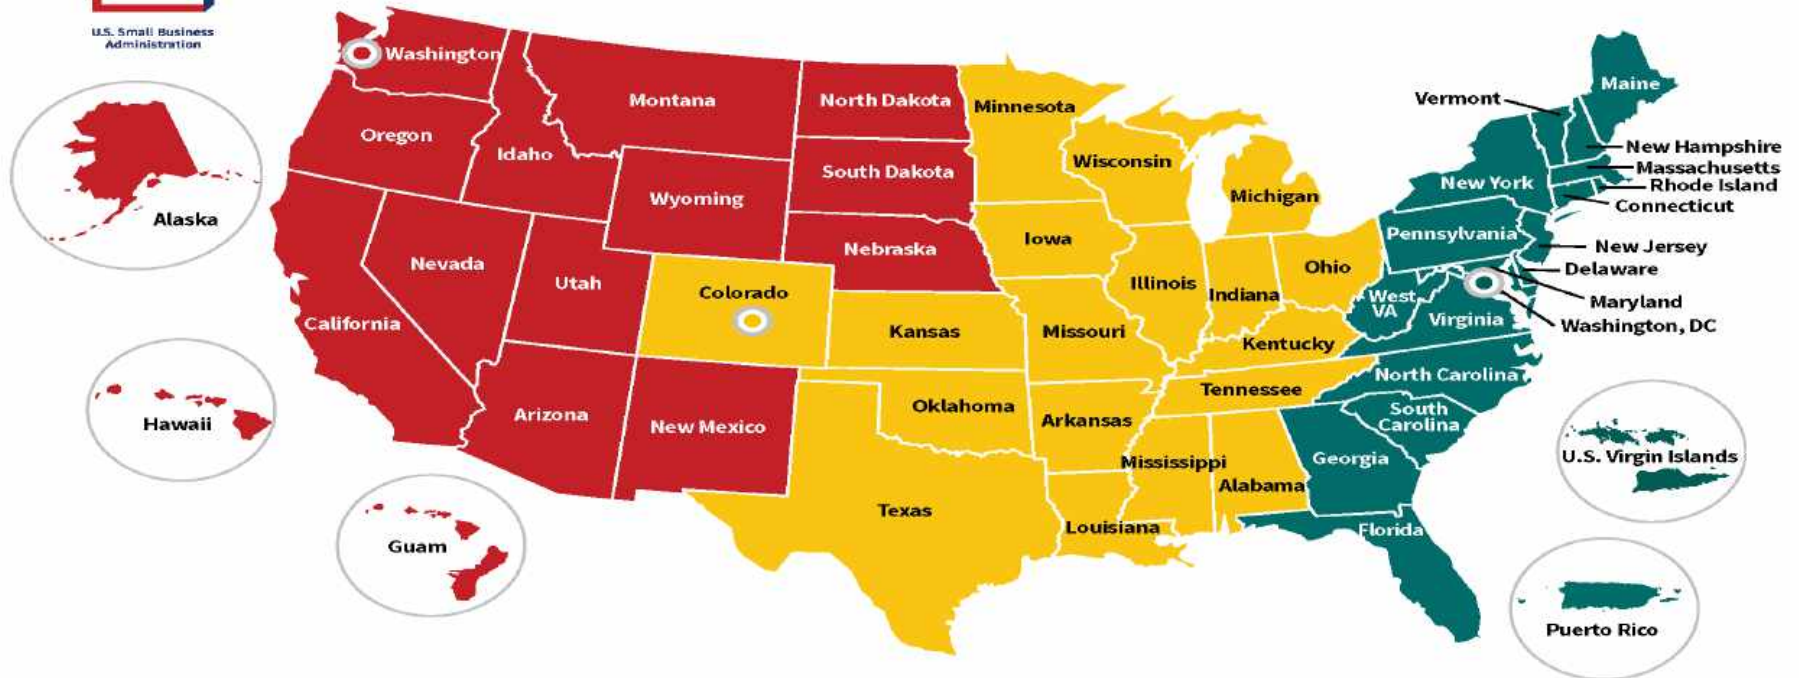 U.S. Small Business
Administration
Washington
Montana
North Dakota
Minnesota
Maine
Vermont
Oregon
Idaho
South Dakota
Wisconsin
New Hampshire
Massachusetts
Rhode Island
Connecticut
Wyoming
Michigan
New York
Alaska
Nebraska
Iowa
Pennsylvania
New Jersey
Nevada
Utah
Colorado
Illinois
Indiana
Ohio
Delaware
West
VA
Maryland
Virginia
Washington, DC
California
Kansas
Missouri
Kentucky
North Carolina
Hawaii
Arizona
New Mexico
Oklahoma
Arkansas
Tennessee
South
Carolina
Mississippi
Alabama
Georgia
U.S. Virgin Islands
Guam
Texas
Louisiana
Florida
Puerto Rico